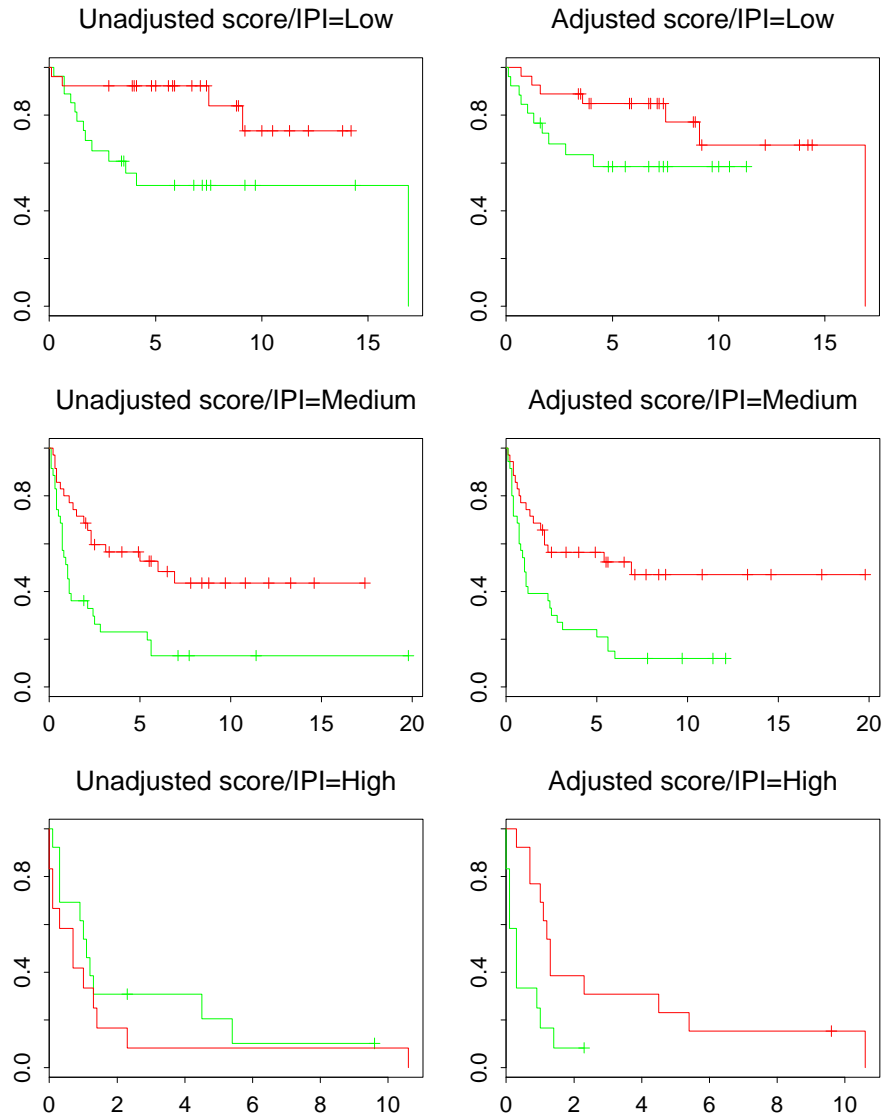 Unadjusted score/IPI=Low
0.8
0.4
0.0
0 5 10 15
Adjusted score/IPI=Low
0.8
0.4
0.0
0 5 10 15
Unadjusted score/IPI=Medium
0.8
0.4
0.0
0 5 10 15 20
Adjusted score/IPI=Medium
0.8
0.4
0.0
0 5 10 15 20
Unadjusted score/IPI=High
0.8
0.4
0.0
0 2 4 6 8 10
Adjusted score/IPI=High
0.8
0.4
0.0
0 2 4 6 8 10